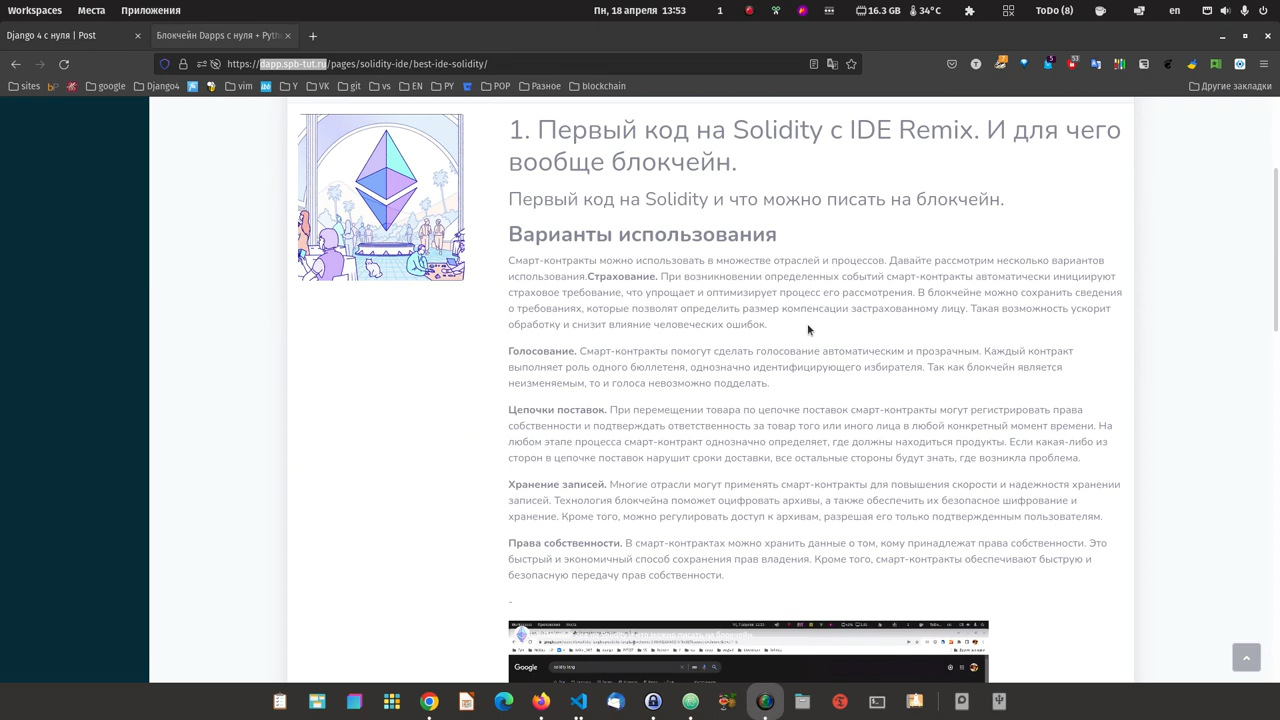 Workspaces Места Приложения Пн, 18 апреля 13:53 1 16.3 GB 34°C ToDo (8) en
Django 4 с нуля | Post
Блокчейн Dapps с нуля + Pyth
https://dapp.spb-tut.ru/pages/solidity-ide/best-ide-solidity/
sites google Django4 Y VK git vs EN PY POP Разное blockchain Другие закладки
1. Первый код на Solidity с IDE Remix. И для чего
вообще блокчейн.
Первый код на Solidity и что можно писать на блокчейн.
Варианты использования
Смарт-контракты можно использовать в множестве отраслей и процессов. Давайте рассмотрим несколько вариантов
использования.Страхование. При возникновении определенных событий смарт-контракты автоматически инициируют
страховое требование, что упрощает и оптимизирует процесс его рассмотрения. В блокчейне можно сохранить сведения
о требованиях, которые позволят определить размер компенсации застрахованному лицу. Такая возможность ускорит
обработку и снизит влияние человеческих ошибок.
Голосование. Смарт-контракты помогут сделать голосование автоматическим и прозрачным. Каждый контракт
выполняет роль одного бюллетеня, однозначно идентифицирующего избирателя. Так как блокчейн является
неизменяемым, то и голоса невозможно подделать.
Цепочки поставок. При перемещении товара по цепочке поставок смарт-контракты могут регистрировать права
собственности и подтверждать ответственность за товар того или иного лица в любой конкретный момент времени. На
любом этапе процесса смарт-контракт однозначно определяет, где должны находиться продукты. Если какая-либо из
сторон в цепочке поставок нарушит сроки доставки, все остальные стороны будут знать, где возникла проблема.
Хранение записей. Многие отрасли могут применять смарт-контракты для повышения скорости и надежностя хранении
записей. Технология блокчейна поможет оцифровать архивы, а также обеспечить их безопасное шифрование и
хранение. Кроме того, можно регулировать доступ к архивам, разрешая его только подтвержденным пользователям.
Права собственности. В смарт-контрактах можно хранить данные о том, кому принадлежат права собственности. Это
быстрый и экономичный способ сохранения прав владения. Кроме того, смарт-контракты обеспечивают быструю и
безопасную передачу прав собственности.
-
Google solidity lang